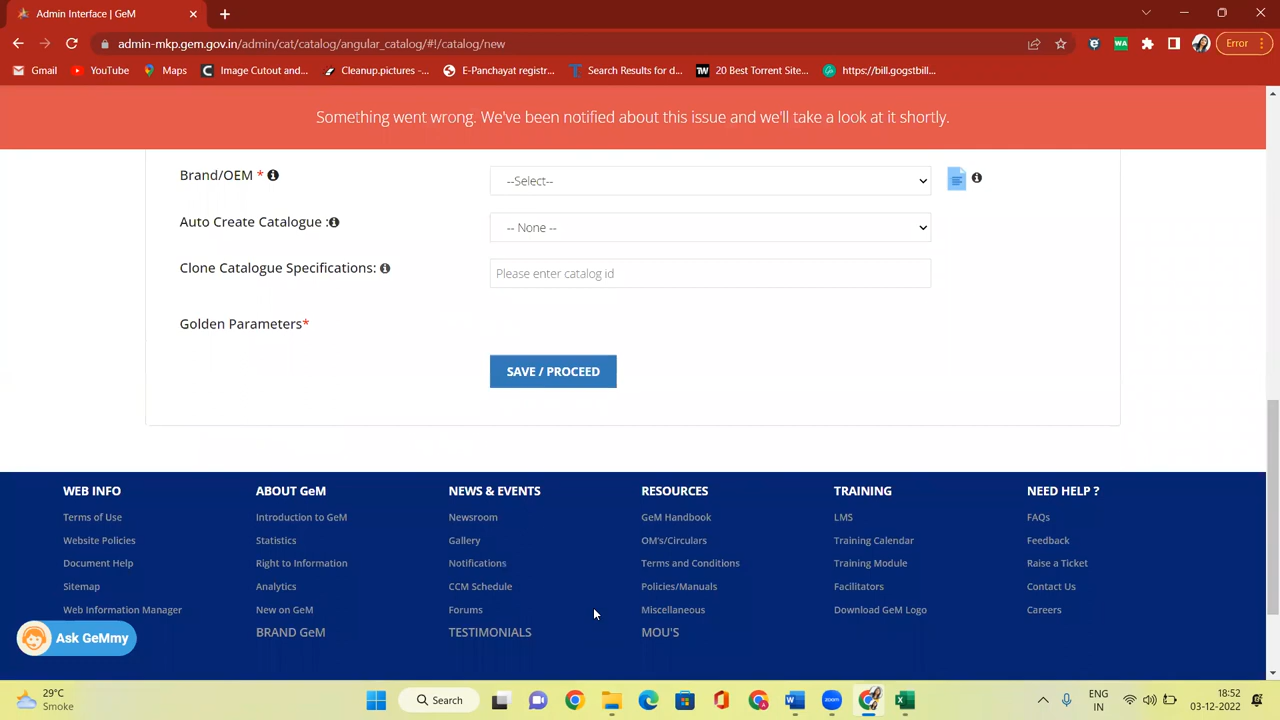 Admin Interface | GeM
admin-mkp.gem.gov.in/admin/cat/catalog/angular_catalog/#!/catalog/new
WA
Error
Gmail
YouTube
Maps
Image Cutout and...
Cleanup.pictures -...
E-Panchayat registr...
Search Results for d...
TW
20 Best Torrent Site...
https://bill.gogstbill...
Something went wrong. We've been notified about this issue and we'll take a look at it shortly.
Brand/OEM *
--Select--
Auto Create Catalogue :
-- None --
Clone Catalogue Specifications:
Please enter catalog id
Golden Parameters*
SAVE / PROCEED
WEB INFO
Terms of Use
Website Policies
Document Help
Sitemap
Web Information Manager
ABOUT GeM
Introduction to GeM
Statistics
Right to Information
Analytics
New on GeM
BRAND GeM
NEWS & EVENTS
Newsroom
Gallery
Notifications
CCM Schedule
Forums
TESTIMONIALS
RESOURCES
GeM Handbook
OM's/Circulars
Terms and Conditions
Policies/Manuals
Miscellaneous
MOU'S
TRAINING
LMS
Training Calendar
Training Module
Facilitators
Download GeM Logo
NEED HELP ?
FAQs
Feedback
Raise a Ticket
Contact Us
Careers
Ask GeMmy
29°C
Smoke
Search
ENG
IN
18:52
03-12-2022